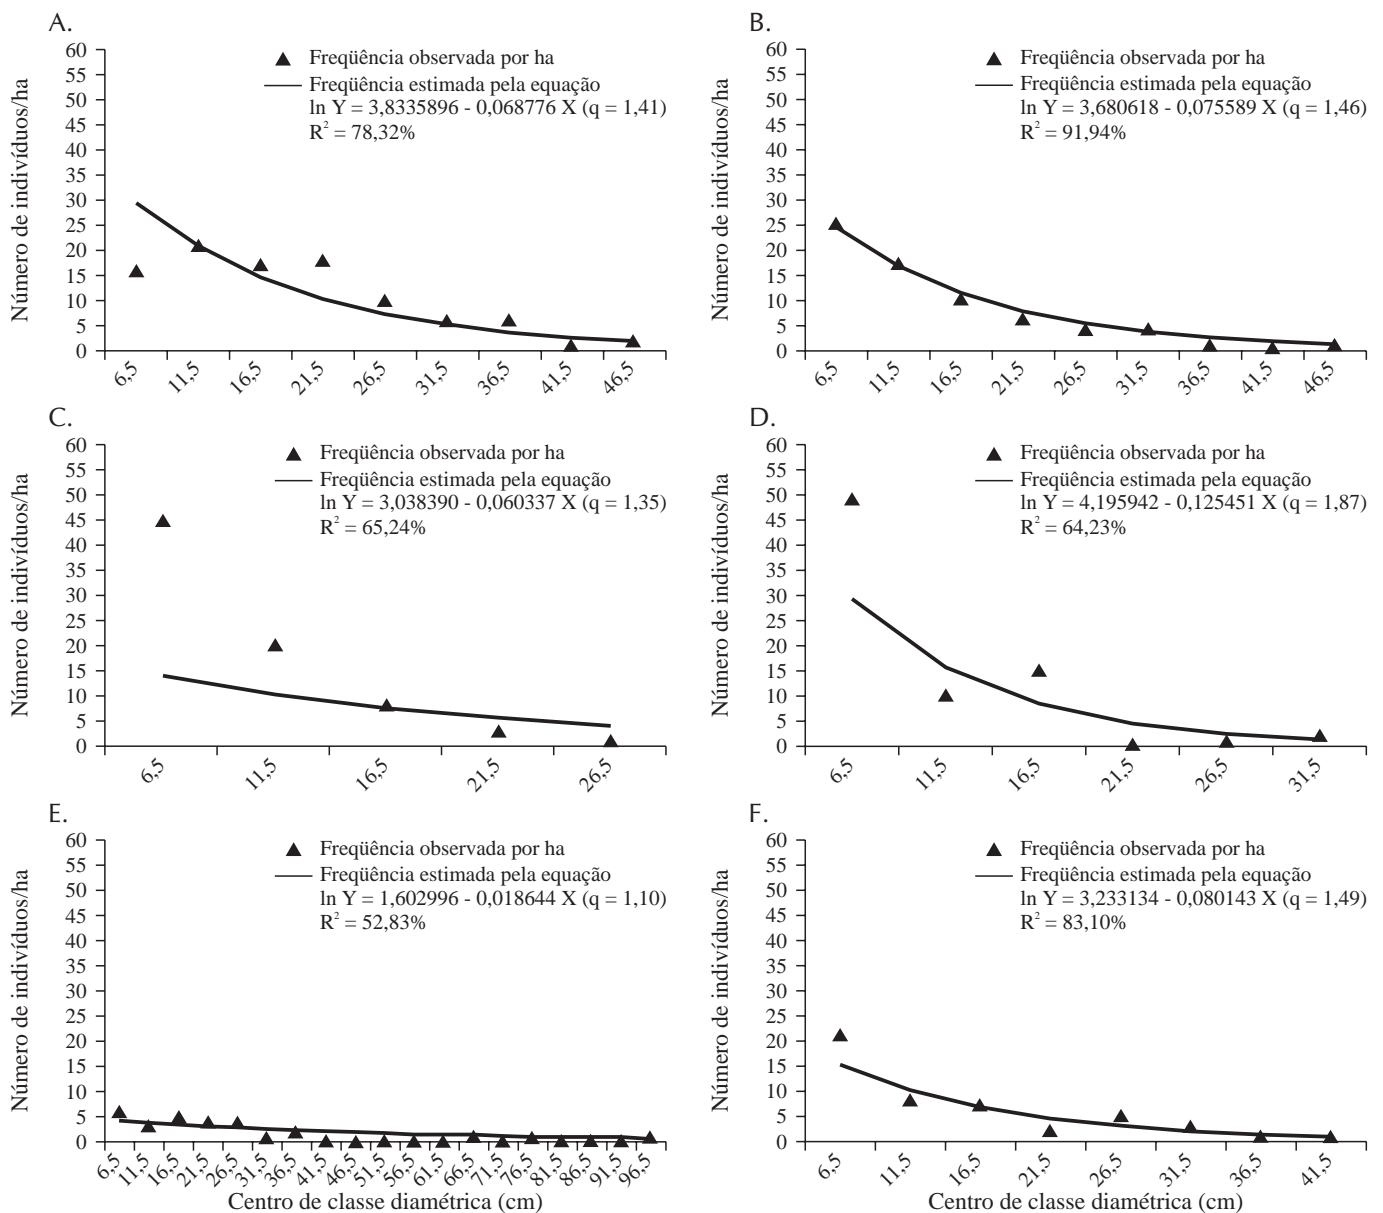 A.
Número de indivíduos/ha
60
55
50
45
40
35
30
25
20
15
10
5
0
▲ Freqüência observada por ha
Freqüência estimada pela equação
ln Y = 3,8335896 - 0,068776 X (q = 1,41)
R² = 78,32%
6,5 11,5 16,5 21,5 26,5 31,5 36,5 41,5 46,5
B.
Número de indivíduos/ha
60
55
50
45
40
35
30
25
20
15
10
5
0
▲ Freqüência observada por ha
Freqüência estimada pela equação
ln Y = 3,680618 - 0,075589 X (q = 1,46)
R² = 91,94%
6,5 11,5 16,5 21,5 26,5 31,5 36,5 41,5 46,5
C.
Número de indivíduos/ha
60
55
50
45
40
35
30
25
20
15
10
5
0
▲ Freqüência observada por ha
Freqüência estimada pela equação
ln Y = 3,038390 - 0,060337 X (q = 1,35)
R² = 65,24%
6,5 11,5 16,5 21,5 26,5
D.
Número de indivíduos/ha
60
55
50
45
40
35
30
25
20
15
10
5
0
▲ Freqüência observada por ha
Freqüência estimada pela equação
ln Y = 4,195942 - 0,125451 X (q = 1,87)
R² = 64,23%
6,5 11,5 16,5 21,5 26,5 31,5
E.
Número de indivíduos/ha
60
55
50
45
40
35
30
25
20
15
10
5
0
▲ Freqüência observada por ha
Freqüência estimada pela equação
ln Y = 1,602996 - 0,018644 X (q = 1,10)
R² = 52,83%
6,5 11,5 16,5 21,5 26,5 31,5 36,5 41,5 46,5 51,5 56,5 61,5 66,5 71,5 76,5 81,5 86,5 91,5 96,5
Centro de classe diamétrica (cm)
F.
Número de indivíduos/ha
60
55
50
45
40
35
30
25
20
15
10
5
0
▲ Freqüência observada por ha
Freqüência estimada pela equação
ln Y = 3,233134 - 0,080143 X (q = 1,49)
R² = 83,10%
6,5 11,5 16,5 21,5 26,5 31,5 36,5 41,5
Centro de classe diamétrica (cm)